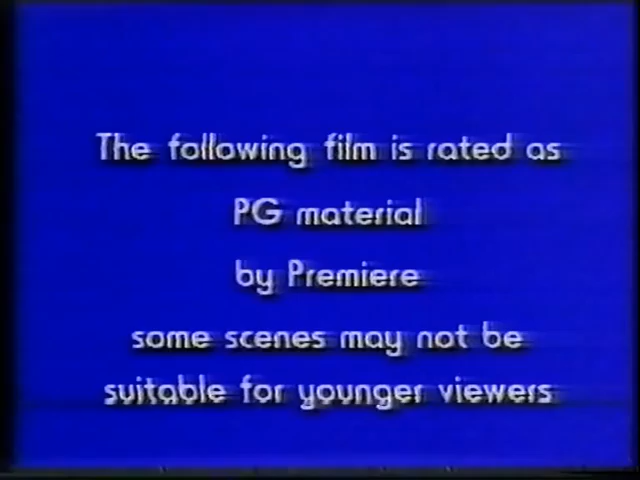 The following film is rated as
PG material
by Premiere
some scenes may not be
suitable for younger viewers